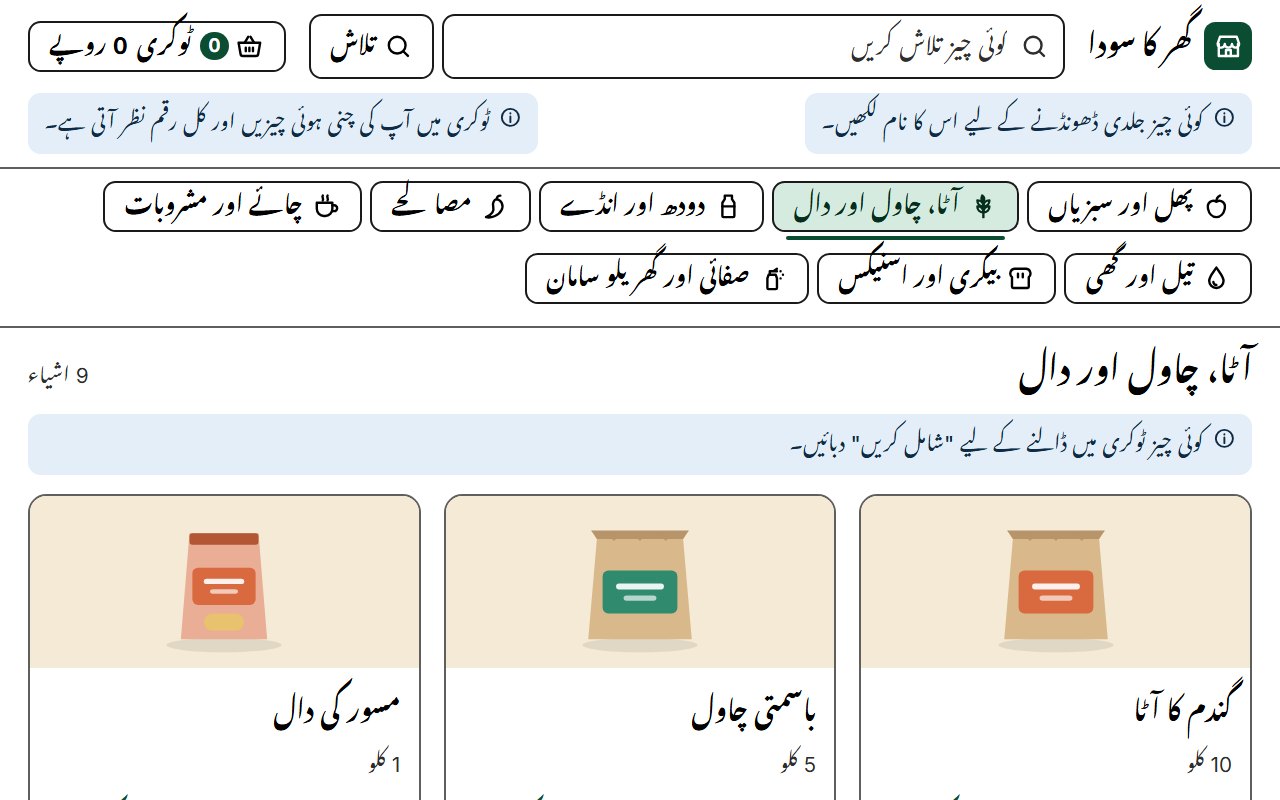 گھر کا سودا
کوئی چیز تلاش کریں
تلاش
0 ٹوکری 0 روپے
کوئی چیز جلدی ڈھونڈنے کے لیے اس کا نام لکھیں۔
ٹوکری میں آپ کی چنی ہوئی چیزیں اور کل رقم نظر آتی ہے۔
پھل اور سبزیاں
آٹا، چاول اور دال
دودھ اور انڈے
مصالحے
چائے اور مشروبات
تیل اور گھی
بیکری اور اسنیکس
صفائی اور گھریلو سامان
آٹا، چاول اور دال
9 اشیاء
کوئی چیز ٹوکری میں ڈالنے کے لیے "شامل کریں" دبائیں۔
گندم کا آٹا
10 کلو
باسمتی چاول
5 کلو
مسور کی دال
1 کلو